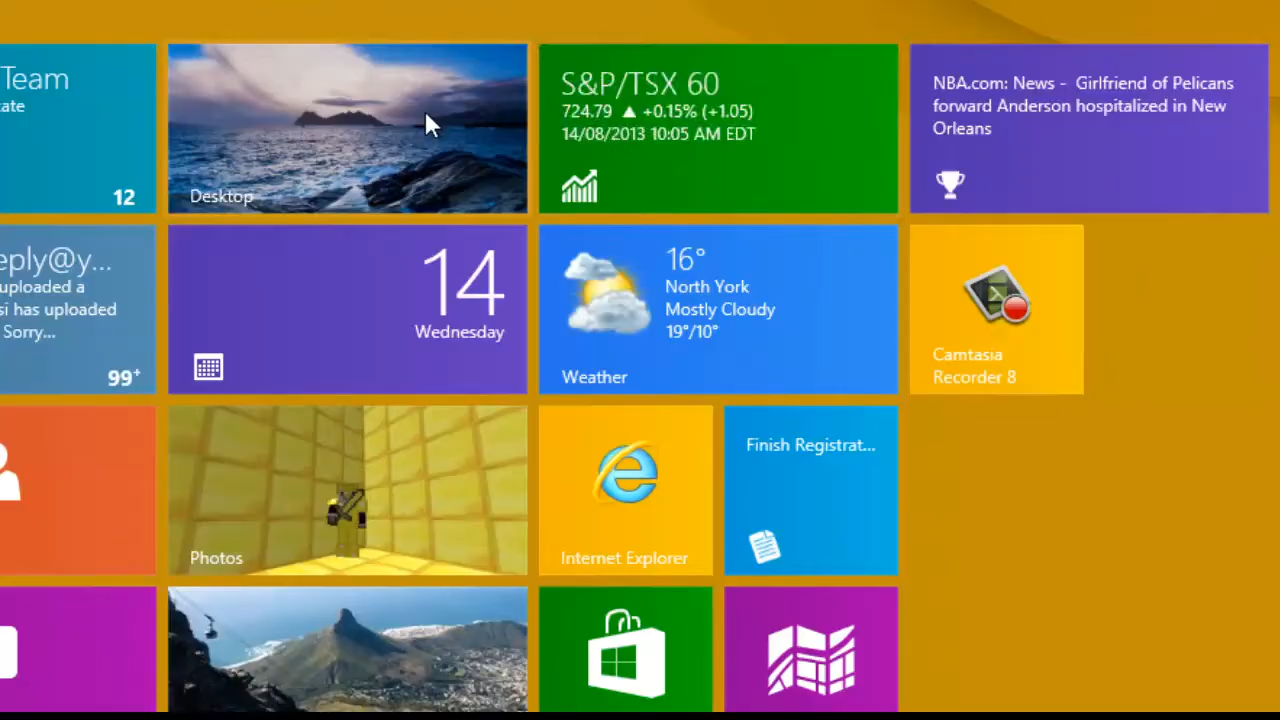 Team
ate
12
Desktop
S&P/TSX 60
724.79 ▲ +0.15% (+1.05)
14/08/2013 10:05 AM EDT
NBA.com: News - Girlfriend of Pelicans
forward Anderson hospitalized in New
Orleans
eply@y...
uploaded a
si has uploaded
Sorry...
99+
14
Wednesday
16°
North York
Mostly Cloudy
19°/10°
Weather
Camtasia
Recorder 8
Photos
Internet Explorer
Finish Registrat...